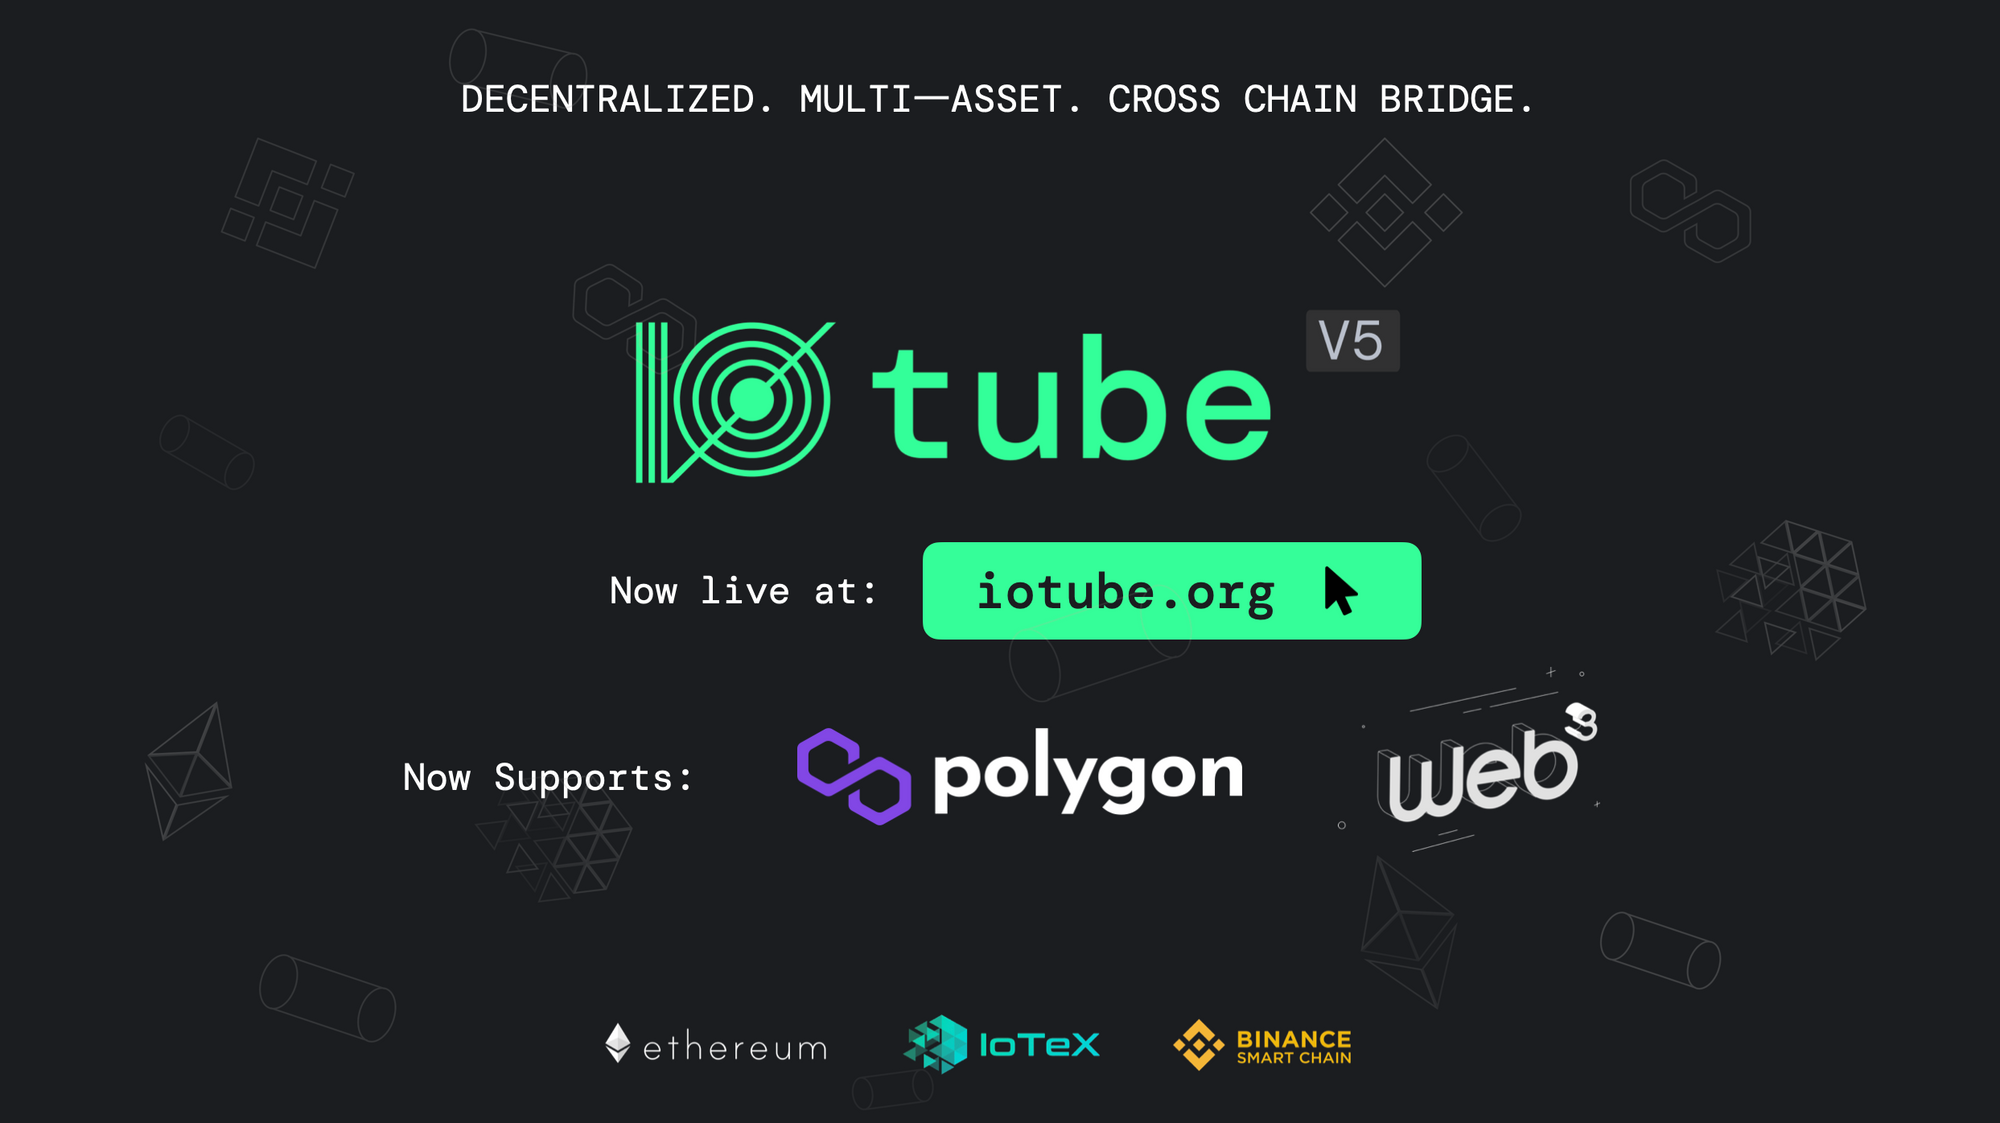 DECENTRALIZED. MULTI—ASSET. CROSS CHAIN BRIDGE.
IO tube V5
Now live at: iotube.org
Now Supports: polygon web3
ethereum IoTeX BINANCE SMART CHAIN